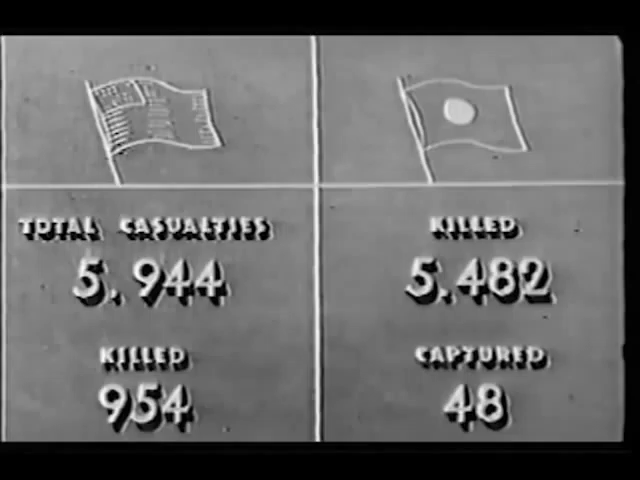 TOTAL CASUALTIES
5,944
KILLED
954
KILLED
5,482
CAPTURED
48